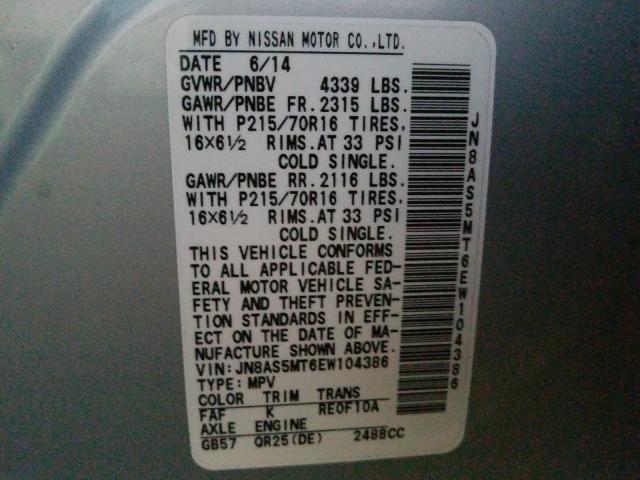 MFD BY NISSAN MOTOR CO.,LTD.
DATE 6/14
GVWR/PNBV 4339 LBS.
GAWR/PNBE FR. 2315 LBS.
WITH P215/70R16 TIRES,
16×6½ RIMS. AT 33 PSI
COLD SINGLE.
GAWR/PNBE RR. 2116 LBS.
WITH P215/70R16 TIRES,
16×6½ RIMS. AT 33 PSI
COLD SINGLE.
THIS VEHICLE CONFORMS
TO ALL APPLICABLE FED-
ERAL MOTOR VEHICLE SA-
FETY AND THEFT PREVEN-
TION STANDARDS IN EFF-
ECT ON THE DATE OF MA-
NUFACTURE SHOWN ABOVE.
VIN: JN8AS5MT6EW104386
TYPE: MPV
COLOR TRIM TRANS
FAF K RE0F10A
AXLE ENGINE
GB57 QR25(DE) 2488CC
JN8AS5MT6EW104386